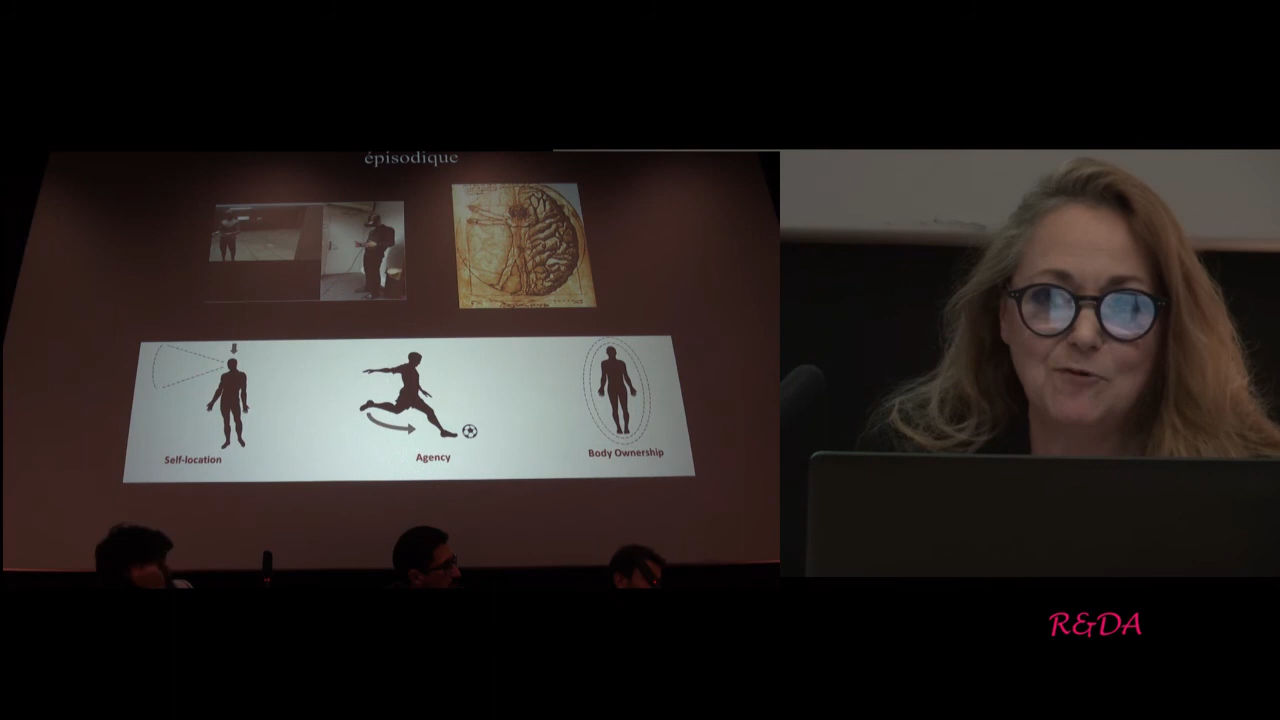 épisodique
Self-location
Agency
Body Ownership
R&DA